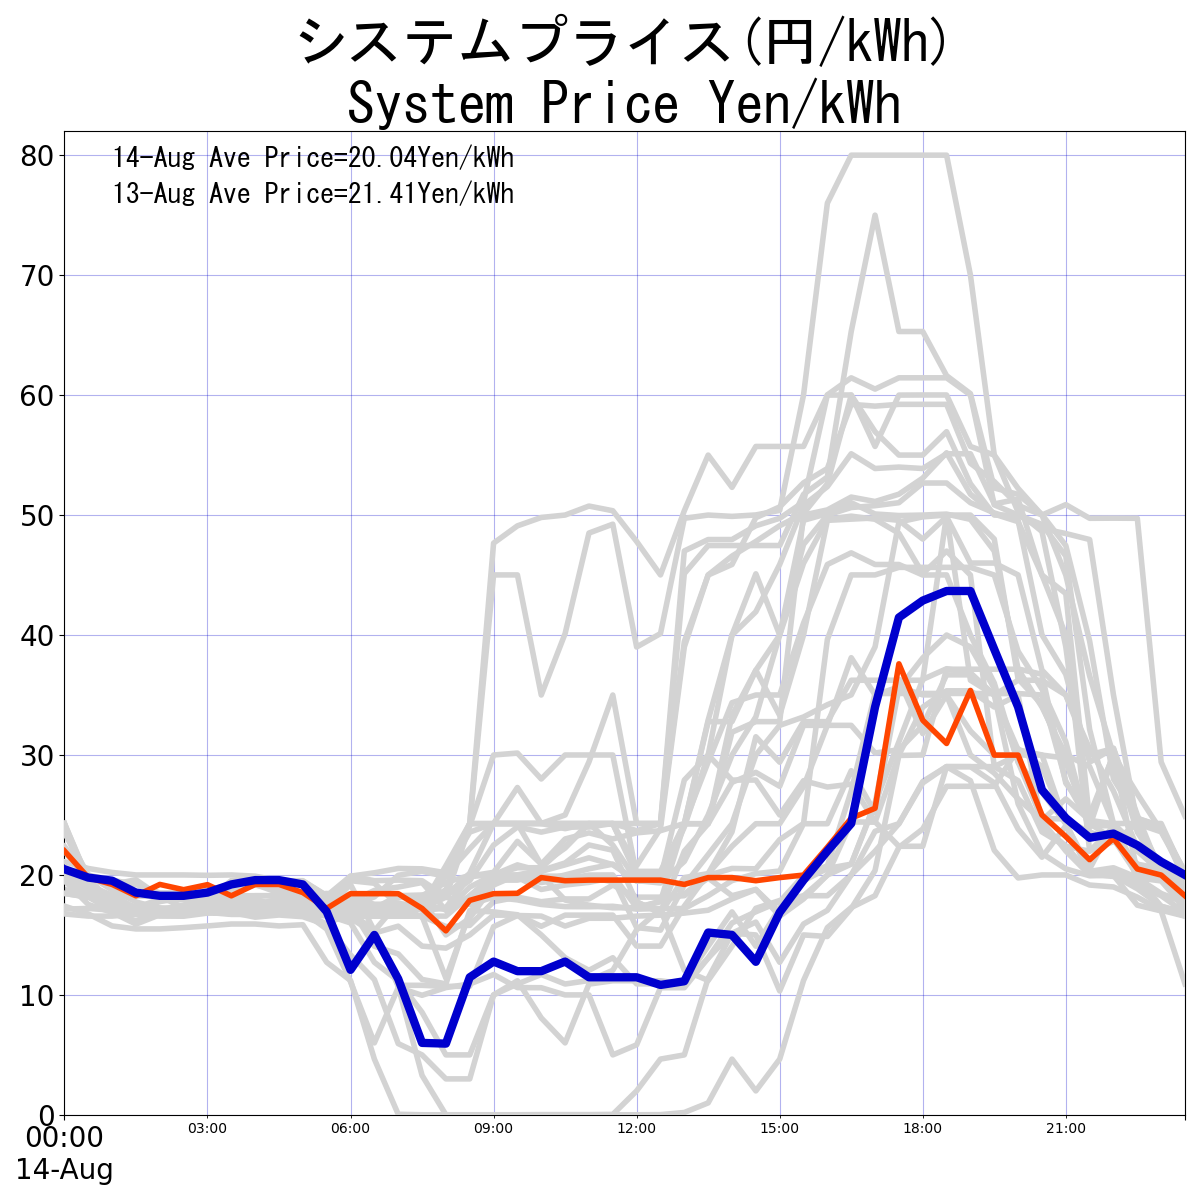 システムプライス(円/kWh)
System Price Yen/kWh
14-Aug Ave Price=20.04Yen/kWh
13-Aug Ave Price=21.41Yen/kWh
80
70
60
50
40
30
20
10
0
00:00 03:00 06:00 09:00 12:00 15:00 18:00 21:00
14-Aug